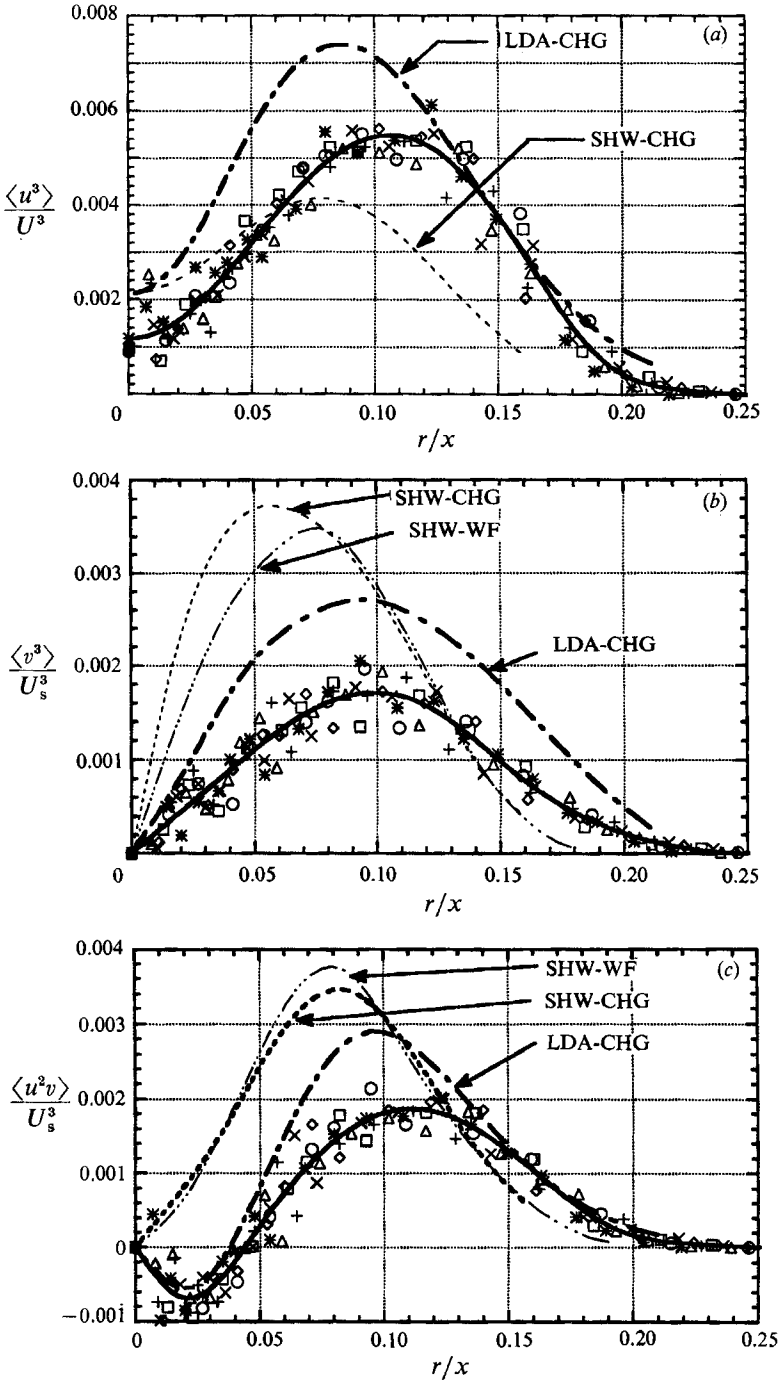 (a)
LDA-CHG
SHW-CHG
0.008
0.006
0.004
0.002
⟨u³⟩
U³
0 0.05 0.10 0.15 0.20 0.25
r/x
(b)
SHW-CHG
SHW-WF
LDA-CHG
0.004
0.003
0.002
0.001
0
⟨v³⟩
Uₛ³
0 0.05 0.10 0.15 0.20 0.25
r/x
(c)
SHW-WF
SHW-CHG
LDA-CHG
0.004
0.003
0.002
0.001
0
−0.001
⟨u²v⟩
Uₛ³
0.05 0.10 0.15 0.20 0.25
r/x